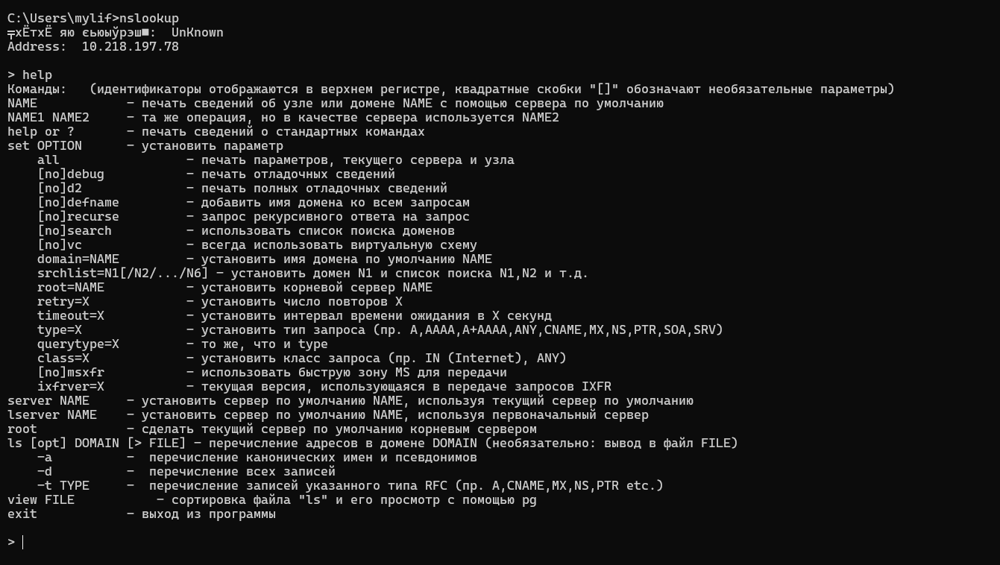 C:\Users\mylif>nslookup
╤хЁтхЁ яю єьюыўрэш■:  UnKnown
Address:  10.218.197.78
> help
Команды:   (идентификаторы отображаются в верхнем регистре, квадратные скобки "[]" обозначают необязательные параметры)
NAME            - печать сведений об узле или домене NAME с помощью сервера по умолчанию
NAME1 NAME2     - та же операция, но в качестве сервера используется NAME2
help or ?       - печать сведений о стандартных командах
set OPTION      - установить параметр
    all                 - печать параметров, текущего сервера и узла
    [no]debug           - печать отладочных сведений
    [no]d2              - печать полных отладочных сведений
    [no]defname         - добавить имя домена ко всем запросам
    [no]recurse         - запрос рекурсивного ответа на запрос
    [no]search          - использовать список поиска доменов
    [no]vc              - всегда использовать виртуальную схему
    domain=NAME         - установить имя домена по умолчанию NAME
    srchlist=N1[/N2/.../N6] - установить домен N1 и список поиска N1,N2 и т.д.
    root=NAME           - установить корневой сервер NAME
    retry=X             - установить число повторов X
    timeout=X           - установить интервал времени ожидания в X секунд
    type=X              - установить тип запроса (пр. A,AAAA,A+AAAA,ANY,CNAME,MX,NS,PTR,SOA,SRV)
    querytype=X         - то же, что и type
    class=X             - установить класс запроса (пр. IN (Internet), ANY)
    [no]msxfr           - использовать быструю зону MS для передачи
    ixfrver=X           - текущая версия, использующаяся в передаче запросов IXFR
server NAME     - установить сервер по умолчанию NAME, используя текущий сервер по умолчанию
lserver NAME    - установить сервер по умолчанию NAME, используя первоначальный сервер
root            - сделать текущий сервер по умолчанию корневым сервером
ls [opt] DOMAIN [> FILE] - перечисление адресов в домене DOMAIN (необязательно: вывод в файл FILE)
    -a          -  перечисление канонических имен и псевдонимов
    -d          -  перечисление всех записей
    -t TYPE     -  перечисление записей указанного типа RFC (пр. A,CNAME,MX,NS,PTR etc.)
view FILE           - сортировка файла "ls" и его просмотр с помощью pg
exit            - выход из программы
>